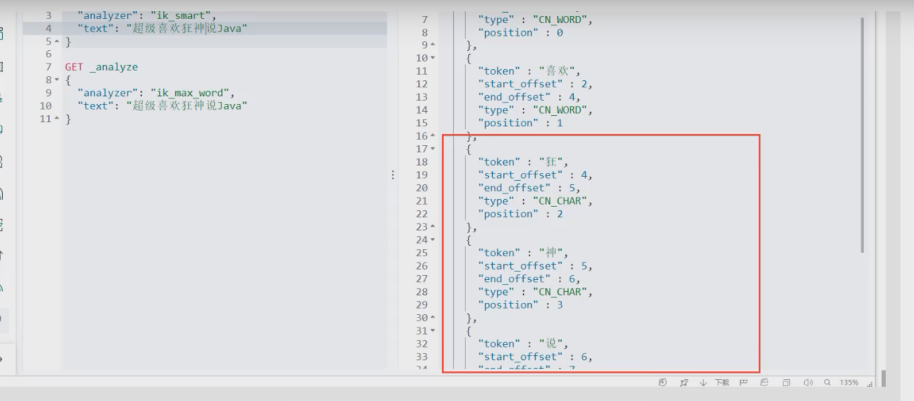 3 "analyzer": "ik_smart",
4 "text": "超级喜欢狂神说Java"
5 }
6
7 GET _analyze
8 {
9 "analyzer": "ik_max_word",
10 "text": "超级喜欢狂神说Java"
11 }
7 "type" : "CN_WORD",
8 "position" : 0
9 },
10 {
11 "token" : "喜欢",
12 "start_offset" : 2,
13 "end_offset" : 4,
14 "type" : "CN_WORD",
15 "position" : 1
16 },
17 {
18 "token" : "狂",
19 "start_offset" : 4,
20 "end_offset" : 5,
21 "type" : "CN_CHAR",
22 "position" : 2
23 },
24 {
25 "token" : "神",
26 "start_offset" : 5,
27 "end_offset" : 6,
28 "type" : "CN_CHAR",
29 "position" : 3
30 },
31 {
32 "token" : "说",
33 "start_offset" : 6,
34 "end_offset" : 7
下载 135%